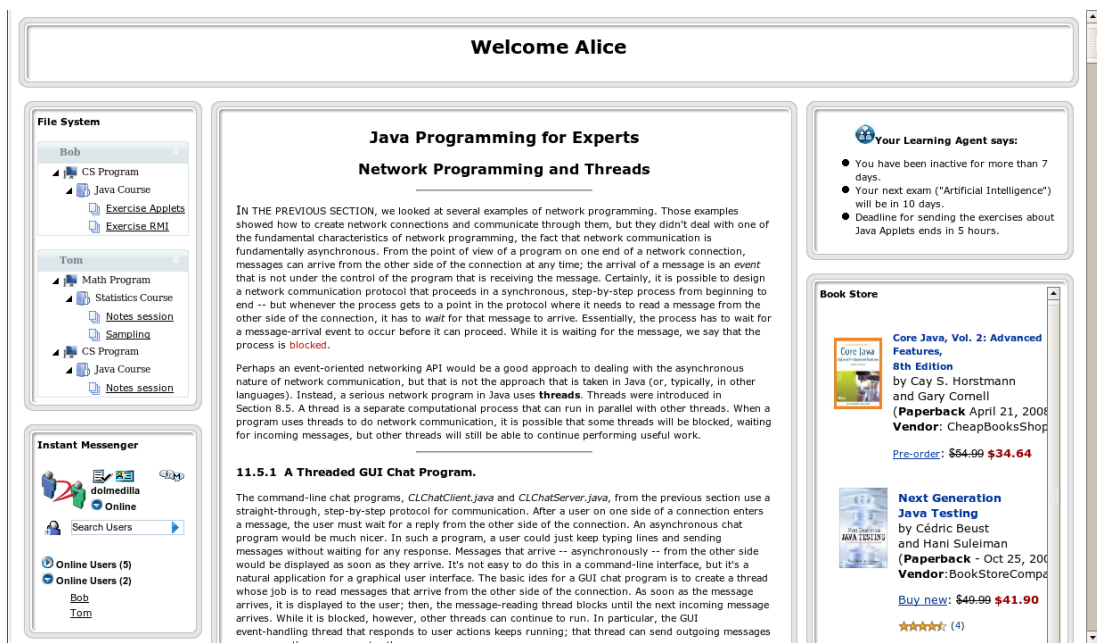 Welcome Alice
File System
Bob
CS Program
Java Course
Exercise Applets
Exercise RMI
Tom
Math Program
Statistics Course
Notes session
Sampling
CS Program
Java Course
Notes session
Instant Messenger
dolmedilla
Online
Search Users
Online Users (5)
Online Users (2)
Bob
Tom
Java Programming for Experts
Network Programming and Threads
IN THE PREVIOUS SECTION, we looked at several examples of network programming. Those examples
showed how to create network connections and communicate through them, but they didn't deal with one of
the fundamental characteristics of network programming, the fact that network communication is
fundamentally asynchronous. From the point of view of a program on one end of a network connection,
messages can arrive from the other side of the connection at any time; the arrival of a message is an event
that is not under the control of the program that is receiving the message. Certainly, it is possible to design
a network communication protocol that proceeds in a synchronous, step-by-step process from beginning to
end -- but whenever the process gets to a point in the protocol where it needs to read a message from the
other side of the connection, it has to wait for that message to arrive. Essentially, the process has to wait for
a message-arrival event to occur before it can proceed. While it is waiting for the message, we say that the
process is blocked.
Perhaps an event-oriented networking API would be a good approach to dealing with the asynchronous
nature of network communication, but that is not the approach that is taken in Java (or, typically, in other
languages). Instead, a serious network program in Java uses threads. Threads were introduced in
Section 8.5. A thread is a separate computational process that can run in parallel with other threads. When a
program uses threads to do network communication, it is possible that some threads will be blocked, waiting
for incoming messages, but other threads will still be able to continue performing useful work.
11.5.1 A Threaded GUI Chat Program.
The command-line chat programs, CLChatClient.java and CLChatServer.java, from the previous section use a
straight-through, step-by-step protocol for communication. After a user on one side of a connection enters
a message, the user must wait for a reply from the other side of the connection. An asynchronous chat
program would be much nicer. In such a program, a user could just keep typing lines and sending
messages without waiting for any response. Messages that arrive -- asynchronously -- from the other side
would be displayed as soon as they arrive. It's not easy to do this in a command-line interface, but it's a
natural application for a graphical user interface. The basic ides for a GUI chat program is to create a thread
whose job is to read messages that arrive from the other side of the connection. As soon as the message
arrives, it is displayed to the user; then, the message-reading thread blocks until the next incoming message
arrives. While it is blocked, however, other threads can continue to run. In particular, the GUI
event-handling thread that responds to user actions keeps running; that thread can send outgoing messages
Your Learning Agent says:
You have been inactive for more than 7
days.
Your next exam ("Artificial Intelligence")
will be in 10 days.
Deadline for sending the exercises about
Java Applets ends in 5 hours.
Book Store
Core Java
Core Java, Vol. 2: Advanced
Features,
8th Edition
by Cay S. Horstmann
and Gary Cornell
(Paperback April 21, 2008
Vendor: CheapBooksShop
Pre-order: $54.99 $34.64
JAVA TESTING
Next Generation
Java Testing
by Cédric Beust
and Hani Suleiman
(Paperback - Oct 25, 200
Vendor:BookStoreCompa
Buy new: $49.99 $41.90
(4)